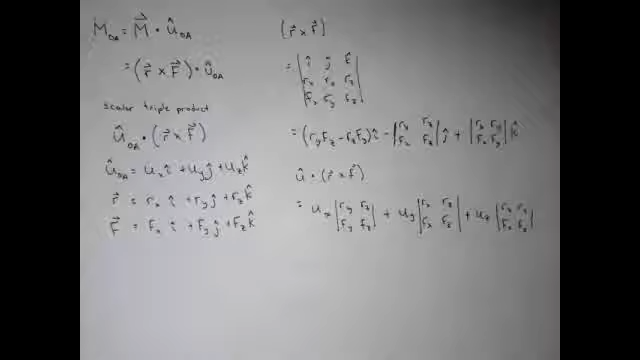 M_OA = M⃗ • û_OA
= (r⃗ x F⃗) • û_OA
scalar triple product
û_OA • (r⃗ x F⃗)
û_OA = u_x î + u_y ĵ + u_z k̂
r⃗ = r_x î + r_y ĵ + r_z k̂
F⃗ = F_x î + F_y ĵ + F_z k̂
(r⃗ x F⃗)
= | î ĵ k̂ |
| r_x r_y r_z |
| F_x F_y F_z |
= (r_y F_z - r_z F_y) î - | r_x r_z | ĵ + | r_x r_y | k̂
| F_x F_z | | F_x F_y |
û • (r⃗ x F⃗)
= u_x | r_y r_z | + u_y | r_x r_z | + u_z | r_x r_y |
| F_y F_z | | F_x F_z | | F_x F_y |